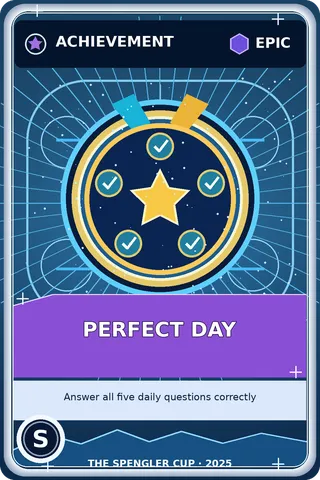 ACHIEVEMENT
EPIC
PERFECT DAY
Answer all five daily questions correctly
S
THE SPENGLER CUP · 2025